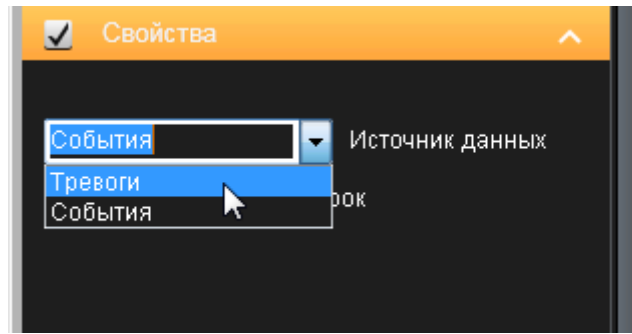 Свойства
События Источник данных
Тревоги
События